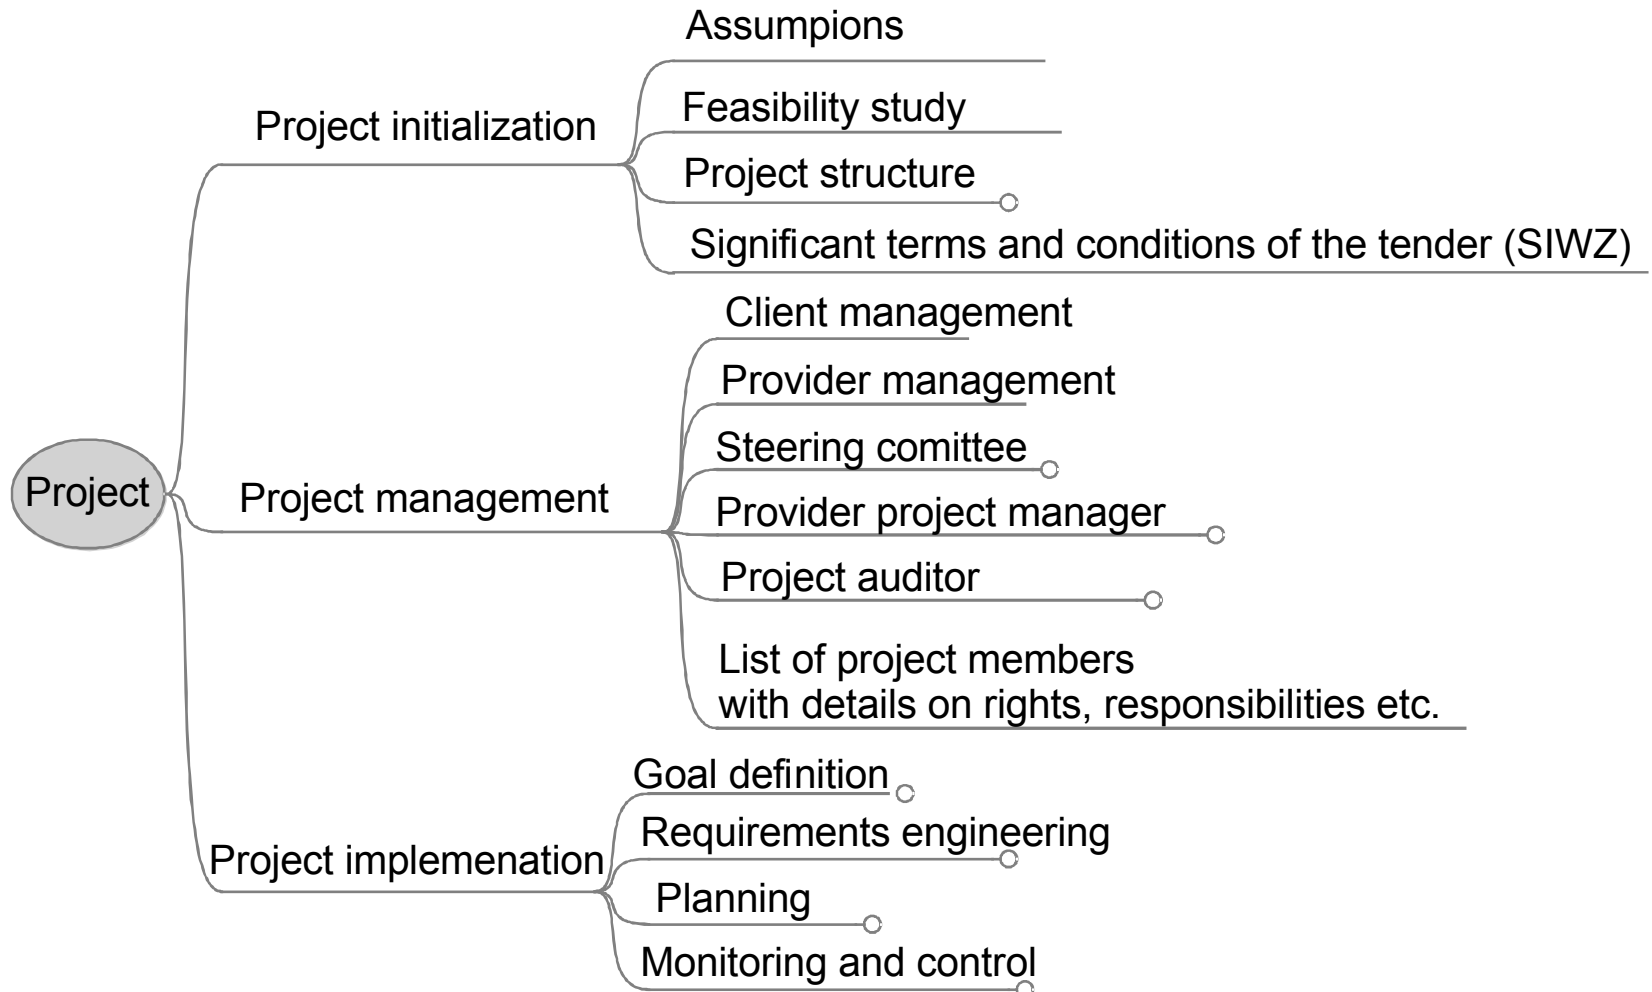 Assumpions
Feasibility study
Project initialization
Project structure
Significant terms and conditions of the tender (SIWZ)
Client management
Provider management
Steering comittee
Project
Project management
Provider project manager
Project auditor
List of project members
with details on rights, responsibilities etc.
Goal definition
Requirements engineering
Project implemenation
Planning
Monitoring and control